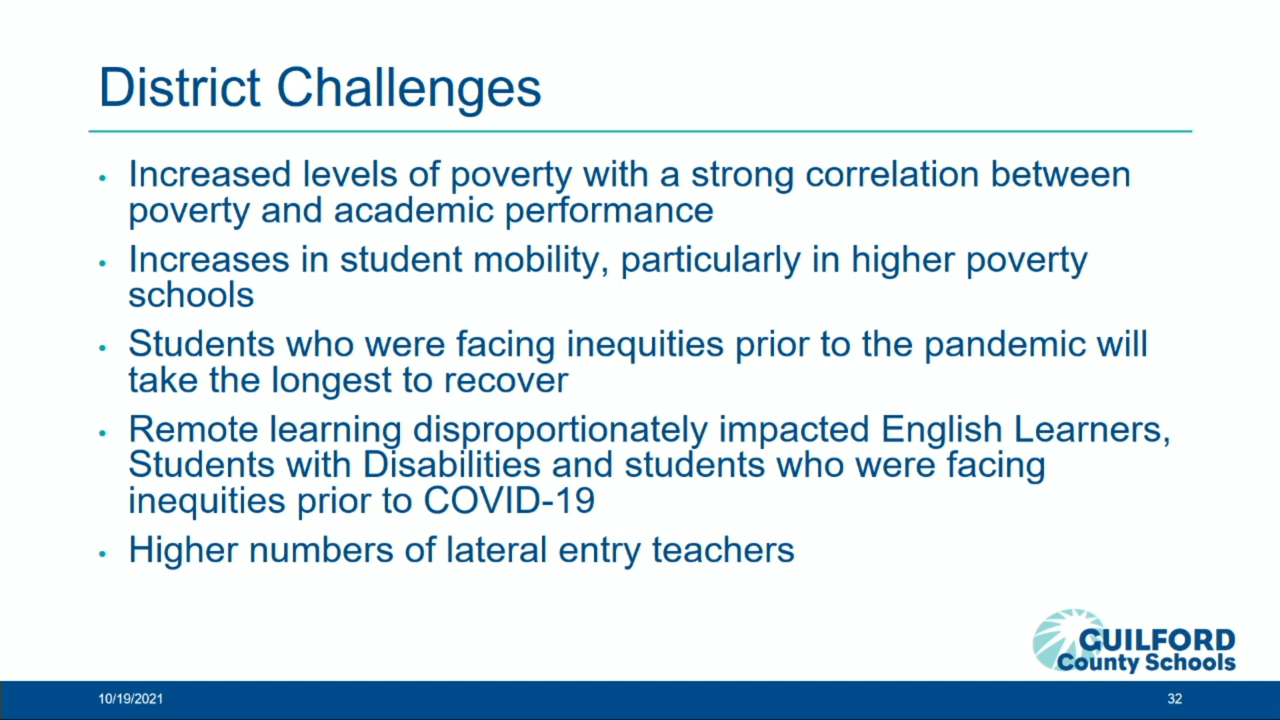 District Challenges
• Increased levels of poverty with a strong correlation between
poverty and academic performance
• Increases in student mobility, particularly in higher poverty
schools
• Students who were facing inequities prior to the pandemic will
take the longest to recover
• Remote learning disproportionately impacted English Learners,
Students with Disabilities and students who were facing
inequities prior to COVID-19
• Higher numbers of lateral entry teachers
GUILFORD
County Schools
10/19/2021
32